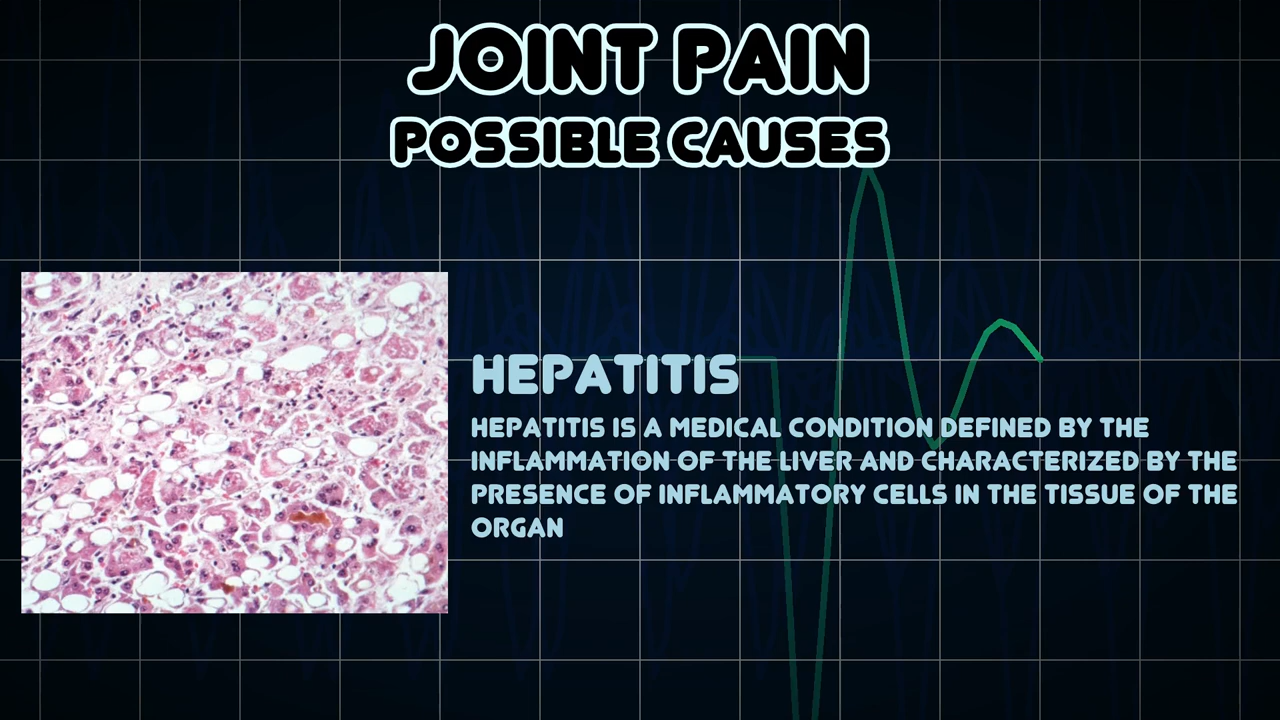 JOINT PAIN
POSSIBLE CAUSES
HEPATITIS
HEPATITIS IS A MEDICAL CONDITION DEFINED BY THE
INFLAMMATION OF THE LIVER AND CHARACTERIZED BY THE
PRESENCE OF INFLAMMATORY CELLS IN THE TISSUE OF THE
ORGAN